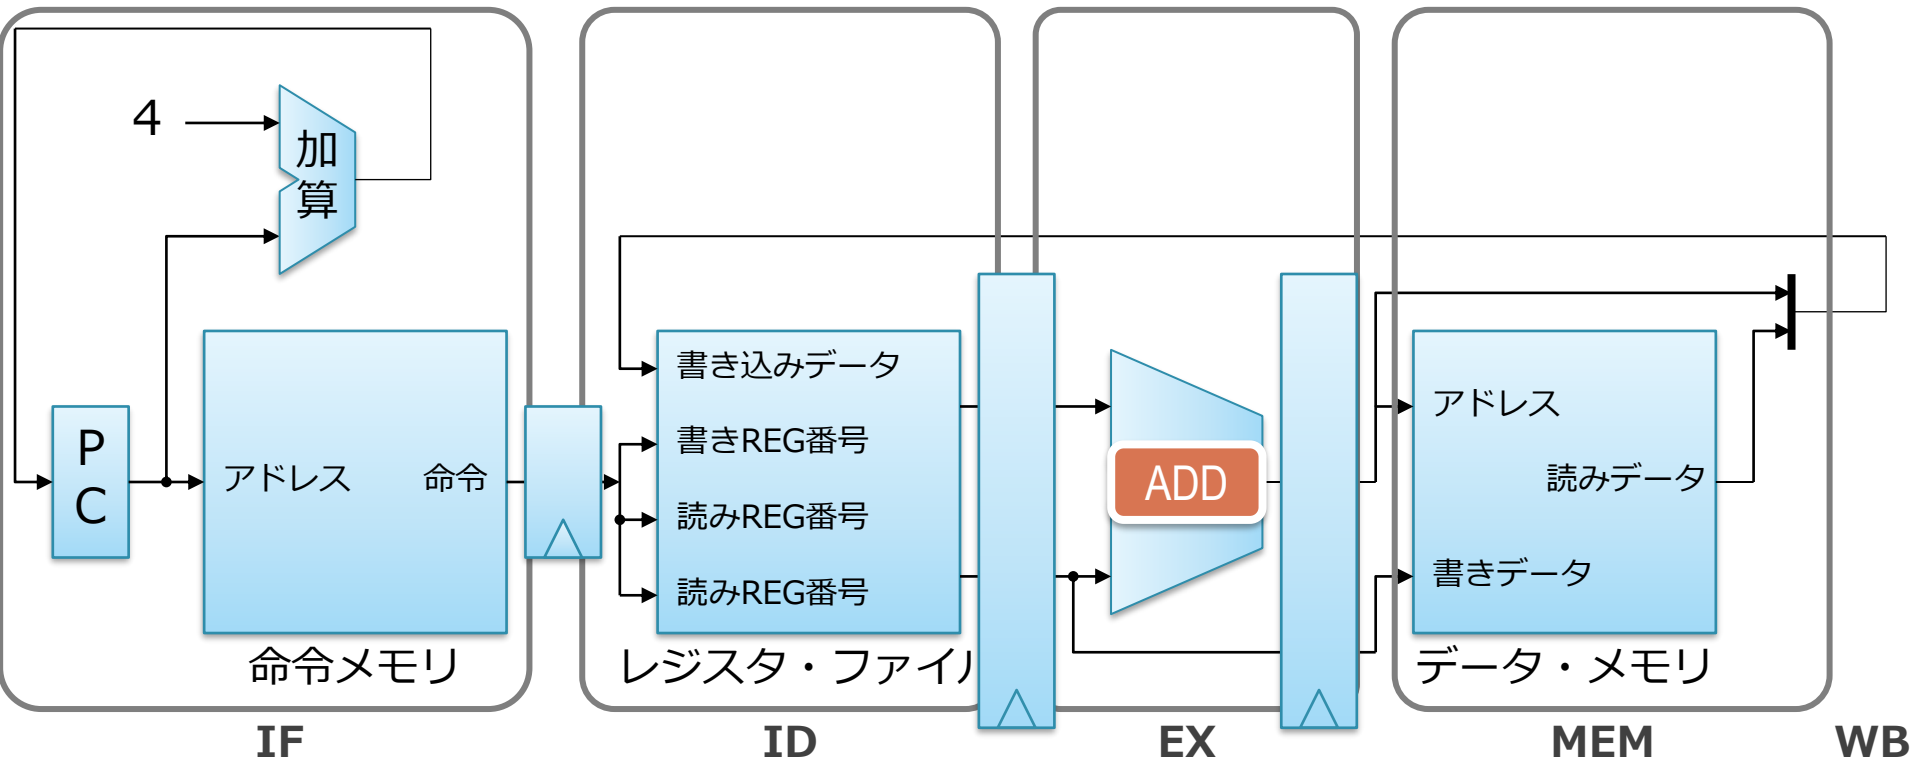 4
加
算
P
C
アドレス
命令
命令メモリ
書き込みデータ
書きREG番号
読みREG番号
読みREG番号
レジスタ・ファイル
ADD
アドレス
読みデータ
書きデータ
データ・メモリ
IF
ID
EX
MEM
WB